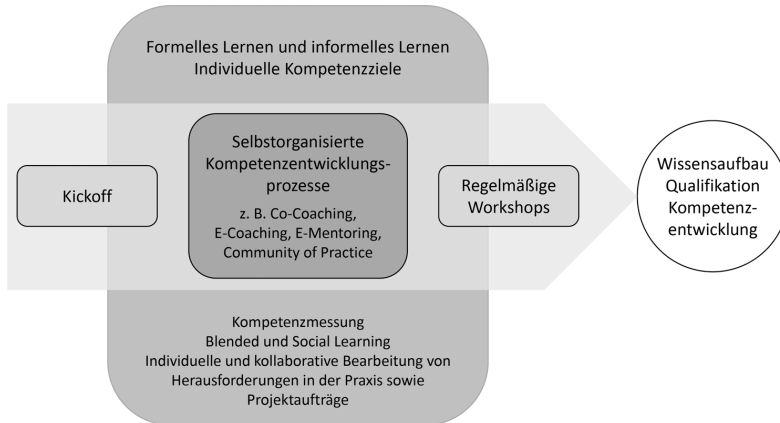 Formelles Lernen und informelles Lernen
Individuelle Kompetenzziele
Kickoff
Selbstorganisierte
Kompetenzentwicklungs-
prozesse
z. B. Co-Coaching,
E-Coaching, E-Mentoring,
Community of Practice
Regelmäßige
Workshops
Wissensaufbau
Qualifikation
Kompetenz-
entwicklung
Kompetenzmessung
Blended und Social Learning
Individuelle und kollaborative Bearbeitung von
Herausforderungen in der Praxis sowie
Projektaufträge